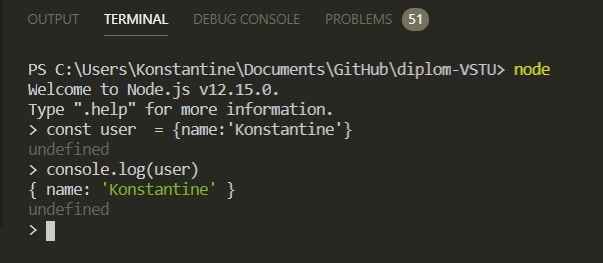 OUTPUT TERMINAL DEBUG CONSOLE PROBLEMS 51
PS C:\Users\Konstantine\Documents\GitHub\diplom-VSTU> node
Welcome to Node.js v12.15.0.
Type ".help" for more information.
> const user  = {name:'Konstantine'}
undefined
> console.log(user)
{ name: 'Konstantine' }
undefined
>